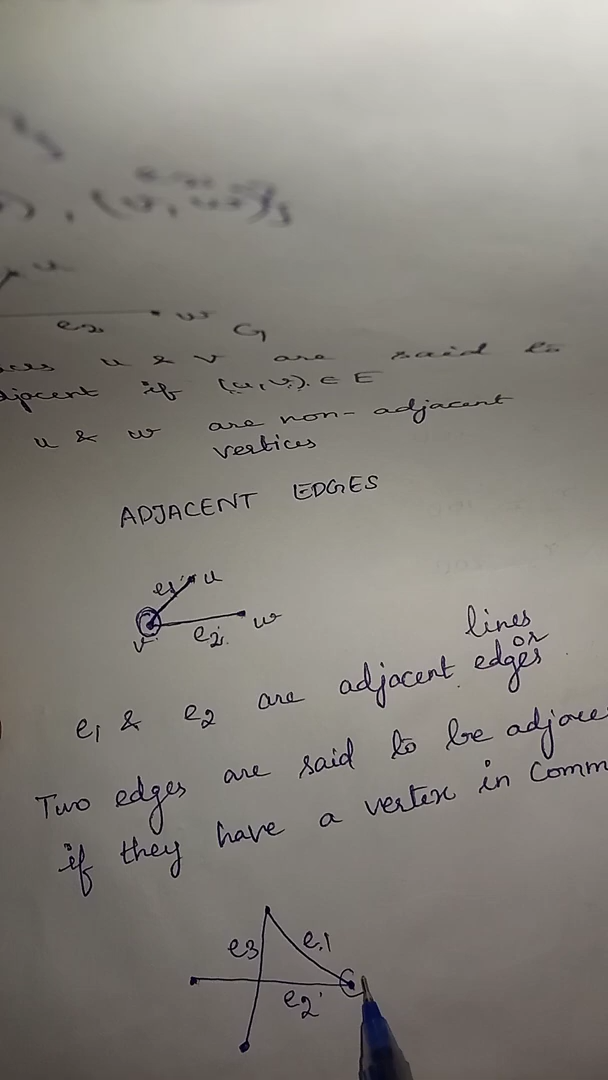 e2 w G
u & v are said to
if (u,v) ∈ E
u & w are non-adjacent
vertices
ADJACENT EDGES
e1 u
v e2 w
lines
or
e1 & e2 are adjacent edges
Two edges are said to be adjace
if they have a vertex in Comm
e3 e1
e2